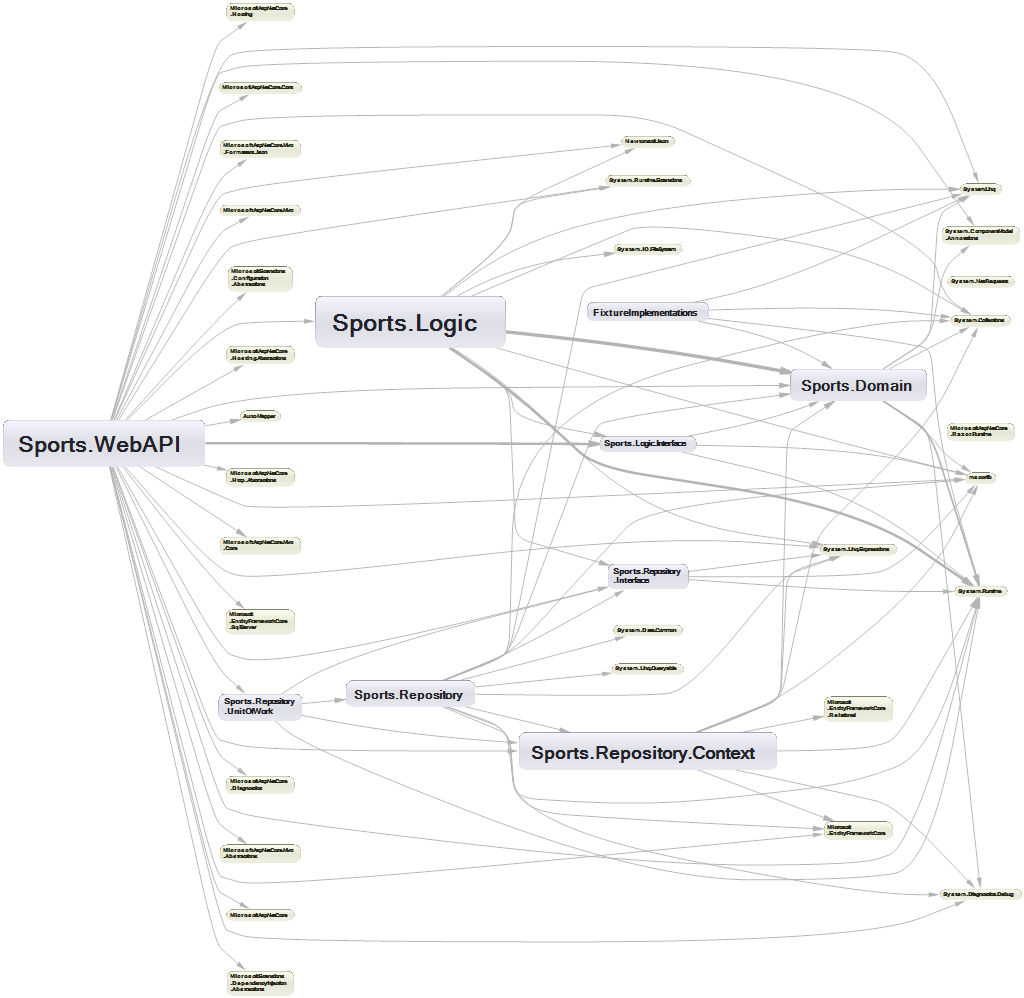 Microsoft.AspNetCore
.Hosting
Microsoft.AspNetCore.Cors
Microsoft.AspNetCore.Mvc
.Formatters.Json
Newtonsoft.Json
System.Runtime.Extensions
System.Linq
Microsoft.AspNetCore.Mvc
System.ComponentModel
.Annotations
System.IO.FileSystem
Microsoft.Extensions
.Configuration
.Abstractions
System.Net.Requests
Sports.Logic
FixtureImplementations
System.Collections
Microsoft.AspNetCore
.Hosting.Abstractions
Sports.Domain
AutoMapper
Microsoft.AspNetCore
.Razor.Runtime
Sports.WebAPI
Sports.Logic.Interface
Microsoft.AspNetCore
.Http.Abstractions
mscorlib
Microsoft.AspNetCore.Mvc
.Core
System.Linq.Expressions
Sports.Repository
.Interface
System.Runtime
Microsoft
.EntityFrameworkCore
.SqlServer
System.Data.Common
System.Linq.Queryable
Sports.Repository
Sports.Repository
.UnitOfWork
Microsoft
.EntityFrameworkCore
.Relational
Sports.Repository.Context
Microsoft.AspNetCore
.Diagnostics
Microsoft
.EntityFrameworkCore
Microsoft.AspNetCore.Mvc
.Abstractions
System.Diagnostics.Debug
Microsoft.AspNetCore
Microsoft.Extensions
.DependencyInjection
.Abstractions